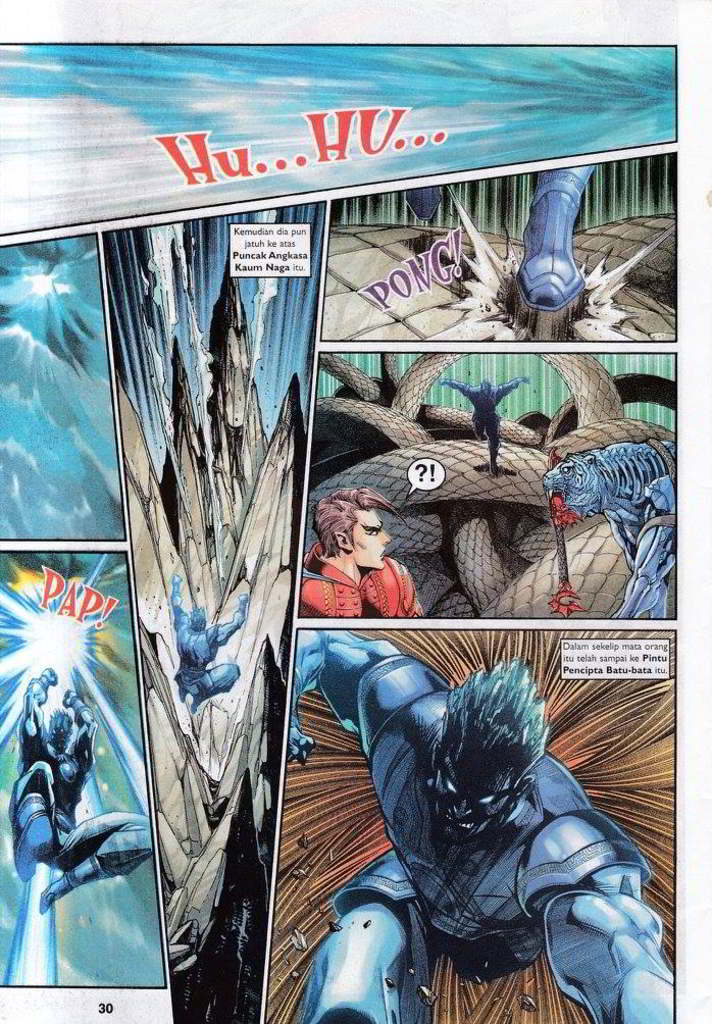 Hu...HU...
Kemudian dia pun
jatuh ke atas
Puncak Angkasa
Kaum Naga itu.
PONG!
?!
PAP!
Dalam sekelip mata orang
itu telah sampai ke Pintu
Pencipta Batu-bata itu.
30